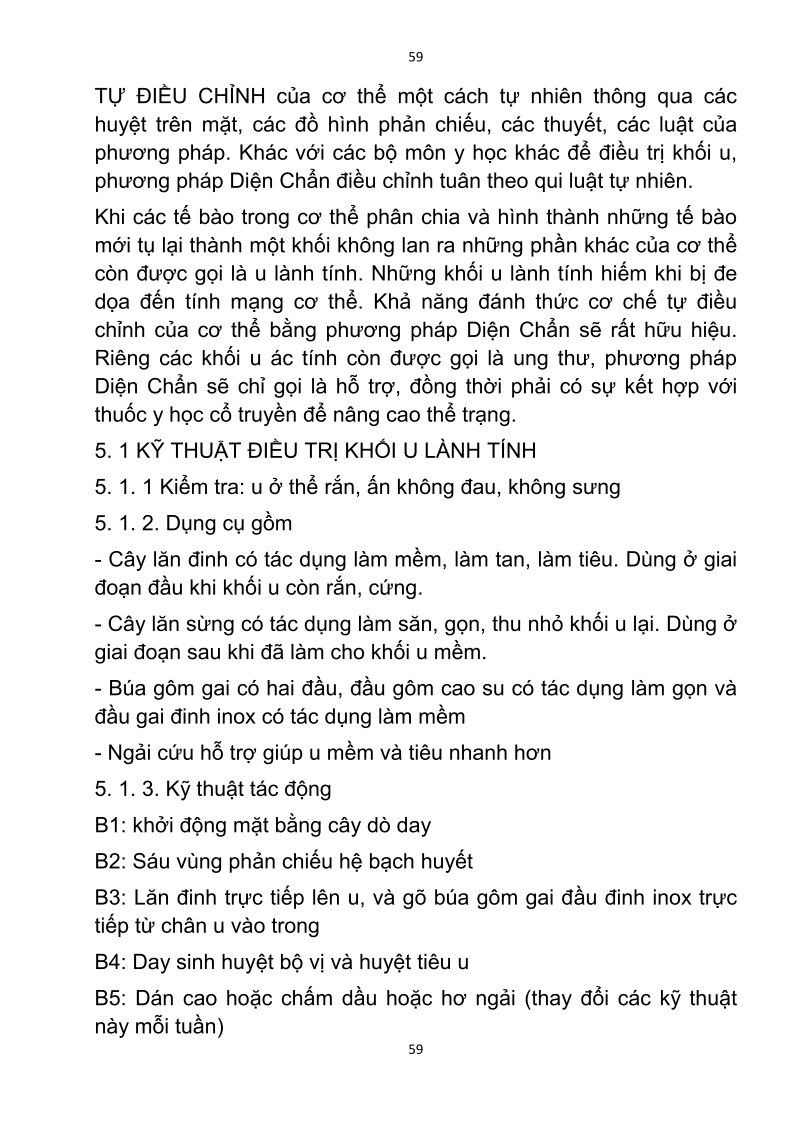 59
TỰ ĐIỀU CHỈNH của cơ thể một cách tự nhiên thông qua các
huyệt trên mặt, các đồ hình phản chiếu, các thuyết, các luật của
phương pháp. Khác với các bộ môn y học khác để điều trị khối u,
phương pháp Diện Chẩn điều chỉnh tuân theo qui luật tự nhiên.
Khi các tế bào trong cơ thể phân chia và hình thành những tế bào
mới tụ lại thành một khối không lan ra những phần khác của cơ thể
còn được gọi là u lành tính. Những khối u lành tính hiếm khi bị đe
dọa đến tính mạng cơ thể. Khả năng đánh thức cơ chế tự điều
chỉnh của cơ thể bằng phương pháp Diện Chẩn sẽ rất hữu hiệu.
Riêng các khối u ác tính còn được gọi là ung thư, phương pháp
Diện Chẩn sẽ chỉ gọi là hỗ trợ, đồng thời phải có sự kết hợp với
thuốc y học cổ truyền để nâng cao thể trạng.
5. 1 KỸ THUẬT ĐIỀU TRỊ KHỐI U LÀNH TÍNH
5. 1. 1 Kiểm tra: u ở thể rắn, ấn không đau, không sưng
5. 1. 2. Dụng cụ gồm
- Cây lăn đinh có tác dụng làm mềm, làm tan, làm tiêu. Dùng ở giai
đoạn đầu khi khối u còn rắn, cứng.
- Cây lăn sừng có tác dụng làm săn, gọn, thu nhỏ khối u lại. Dùng ở
giai đoạn sau khi đã làm cho khối u mềm.
- Búa gôm gai có hai đầu, đầu gôm cao su có tác dụng làm gọn và
đầu gai đinh inox có tác dụng làm mềm
- Ngải cứu hỗ trợ giúp u mềm và tiêu nhanh hơn
5. 1. 3. Kỹ thuật tác động
B1: khởi động mặt bằng cây dò day
B2: Sáu vùng phản chiếu hệ bạch huyết
B3: Lăn đinh trực tiếp lên u, và gõ búa gôm gai đầu đinh inox trực
tiếp từ chân u vào trong
B4: Day sinh huyệt bộ vị và huyệt tiêu u
B5: Dán cao hoặc chấm dầu hoặc hơ ngải (thay đổi các kỹ thuật
này mỗi tuần)
59